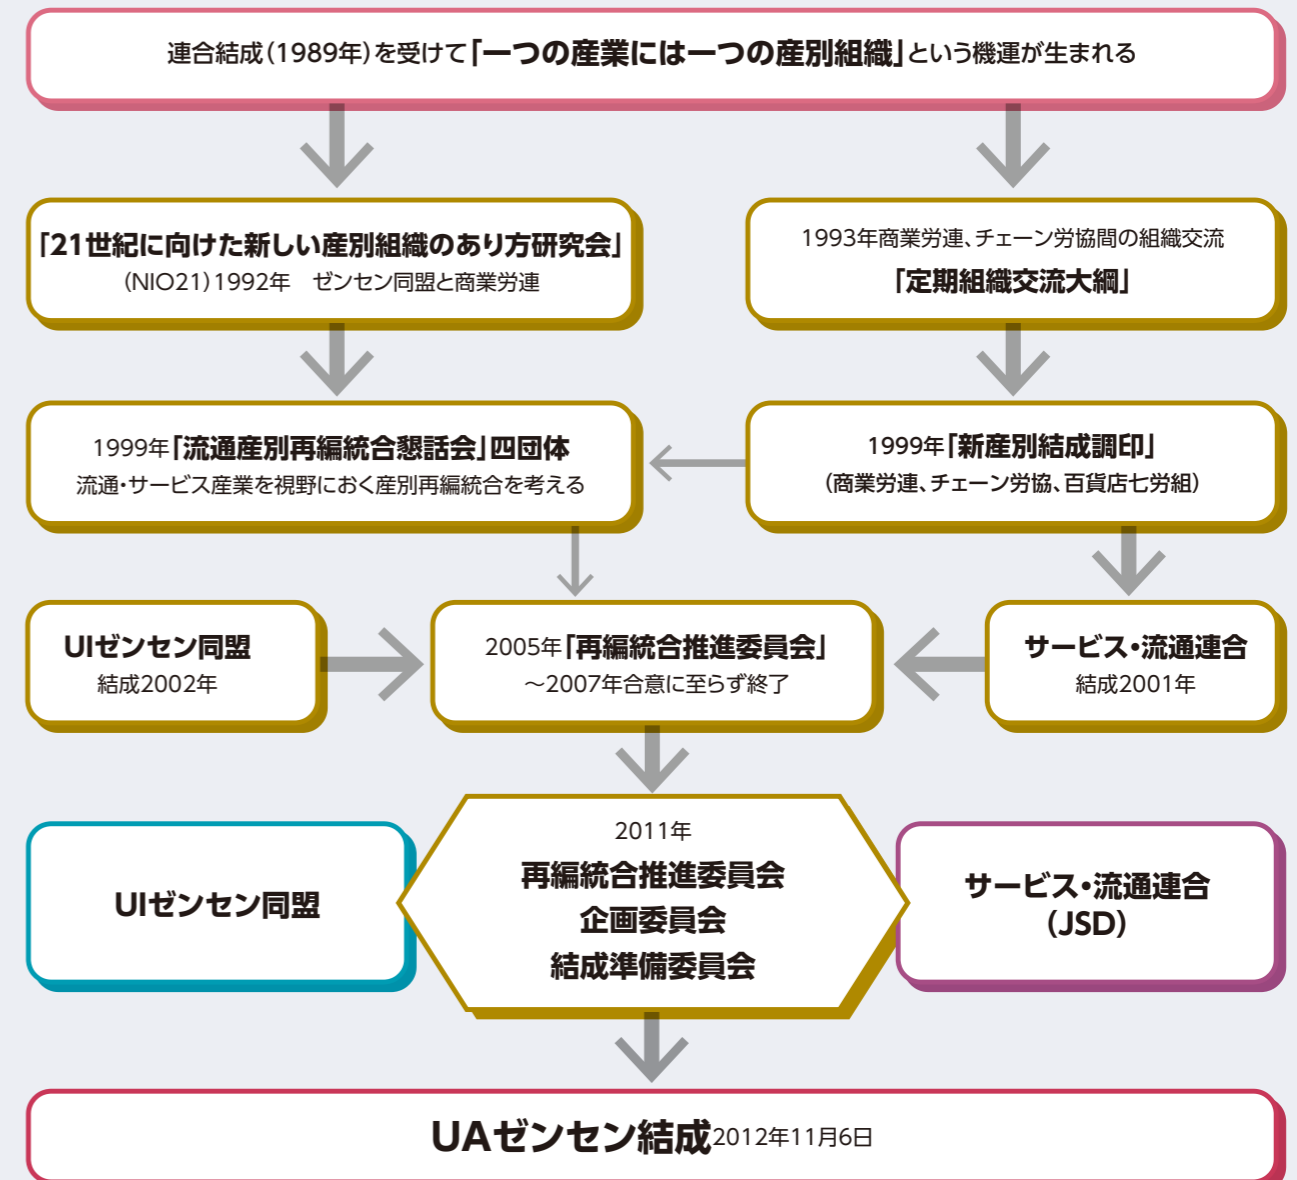 連合結成(1989年)を受けて「一つの産業には一つの産別組織」という機運が生まれる
「21世紀に向けた新しい産別組織のあり方研究会」
(NIO21)1992年　ゼンセン同盟と商業労連
1993年商業労連、チェーン労協間の組織交流
「定期組織交流大綱」
1999年「流通産別再編統合懇話会」四団体
流通・サービス産業を視野におく産別再編統合を考える
1999年「新産別結成調印」
(商業労連、チェーン労協、百貨店七労組)
UIゼンセン同盟
結成2002年
2005年「再編統合推進委員会」
～2007年合意に至らず終了
サービス・流通連合
結成2001年
UIゼンセン同盟
2011年
再編統合推進委員会
企画委員会
結成準備委員会
サービス・流通連合
(JSD)
UAゼンセン結成2012年11月6日